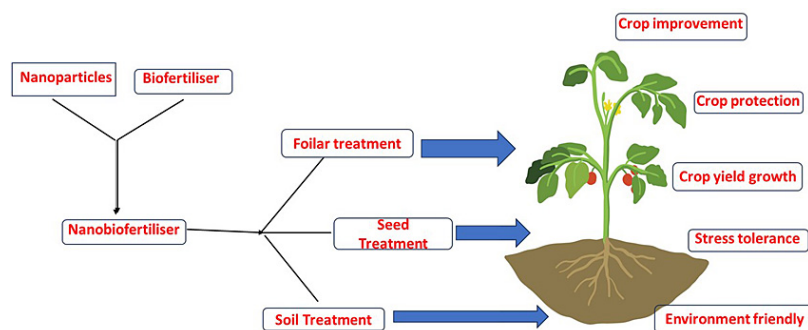 Crop improvement
Nanoparticles
Biofertiliser
Crop protection
Foilar treatment
Crop yield growth
Nanobiofertiliser
Seed
Treatment
Stress tolerance
Soil Treatment
Environment friendly